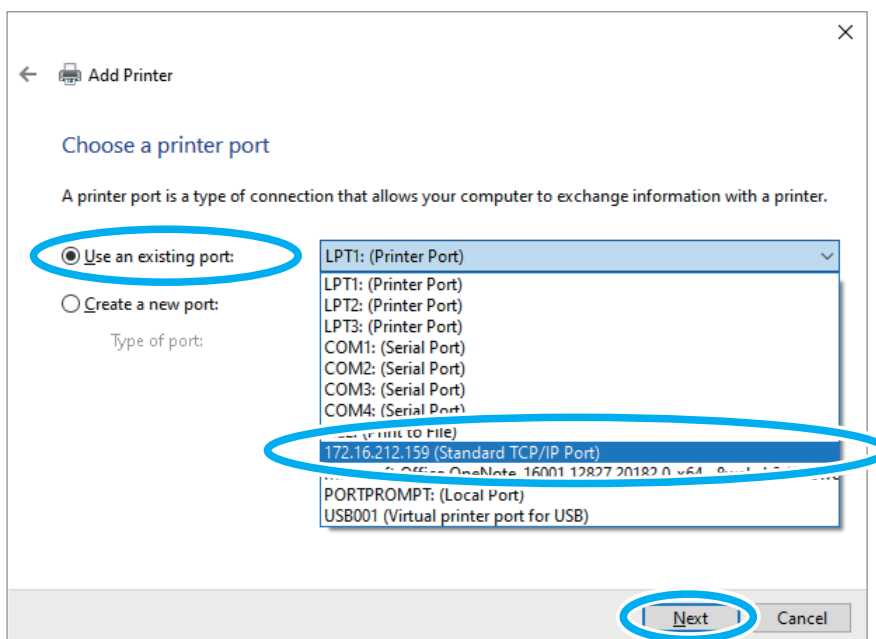 Add Printer
Choose a printer port
A printer port is a type of connection that allows your computer to exchange information with a printer.
Use an existing port:
LPT1: (Printer Port)
LPT1: (Printer Port)
LPT2: (Printer Port)
LPT3: (Printer Port)
Create a new port:
Type of port:
COM1: (Serial Port)
COM2: (Serial Port)
COM3: (Serial Port)
COM4: (Serial Port)
(Print to File)
172.16.212.159 (Standard TCP/IP Port)
Office OneNote 16001.12827.20182.0 x64
PORTPROMPT: (Local Port)
USB001 (Virtual printer port for USB)
Next
Cancel